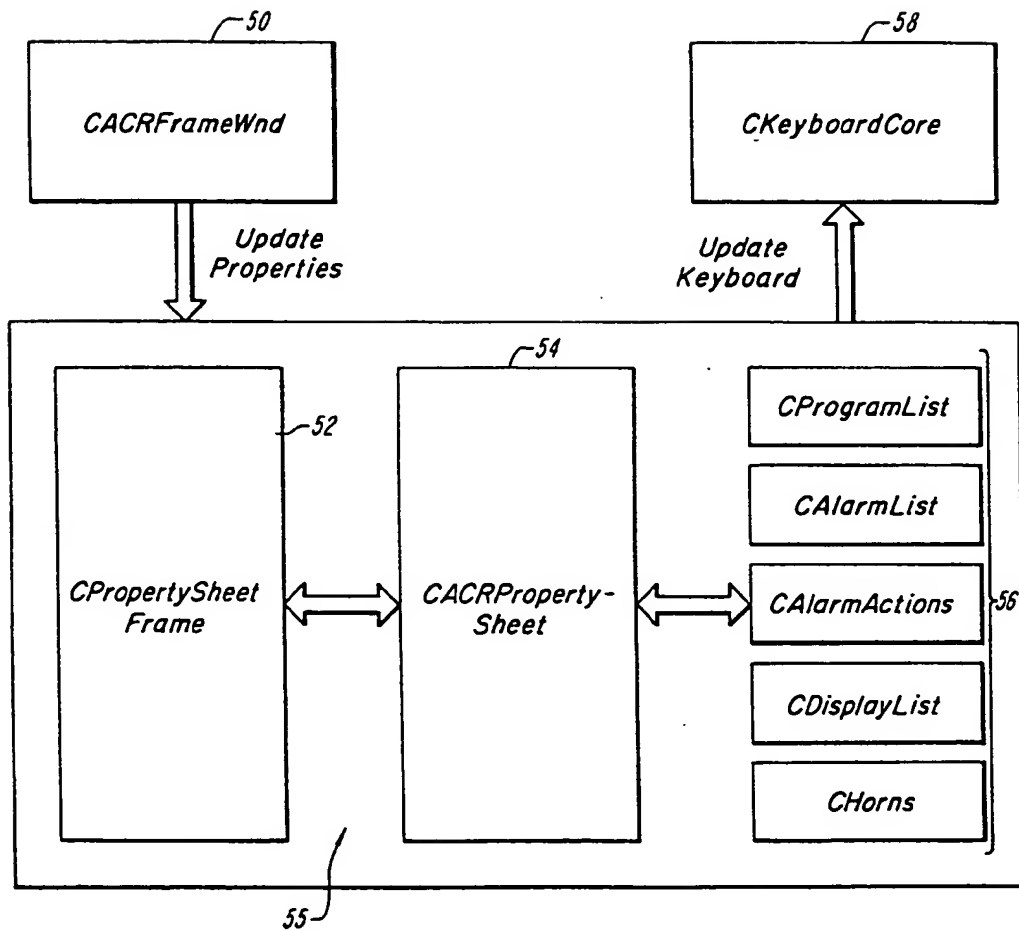 50
CACRFrameWnd
58
CKeyboardCore
Update
Properties
Update
Keyboard
52
CPropertySheet
Frame
54
CACRProperty-
Sheet
CProgramList
CAlarmList
CAlarmActions
CDisplayList
CHorns
56
55